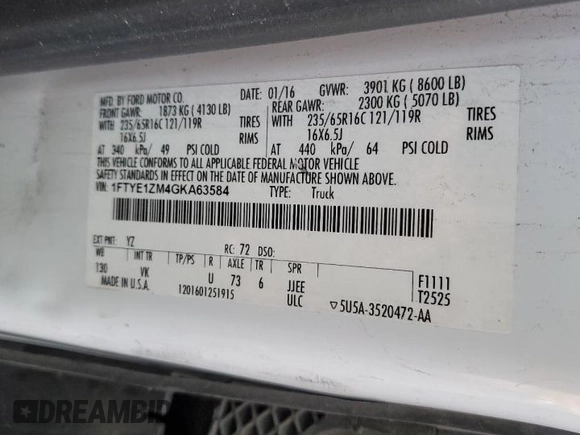 MFD. BY FORD MOTOR CO.
01/16 GVWR: 3901 KG ( 8600 LB)
FRONT GAWR: 1873 KG ( 4130 LB) REAR GAWR: 2300 KG ( 5070 LB)
WITH 235/65R16C 121/119R TIRES WITH 235/65R16C 121/119R TIRES
16X6.5J RIMS 16X6.5J RIMS
AT 340 kPa/ 49 PSI COLD AT 440 kPa/ 64 PSI COLD
THIS VEHICLE CONFORMS TO ALL APPLICABLE FEDERAL MOTOR VEHICLE
SAFETY STANDARDS IN EFFECT ON THE DATE OF MANUFACTURE SHOWN ABOVE
VIN: 1FTYE1ZM4GKA63584 TYPE: Truck
EXT PNT: YZ RC: 72 DSO:
WB INT TR TP/PS R AXLE TR SPR
130 VK U 73 6 JJEE F1111
MADE IN U.S.A. 1201601251915 ULC T2525
▽5U5A-3520472-AA
DREAMBID